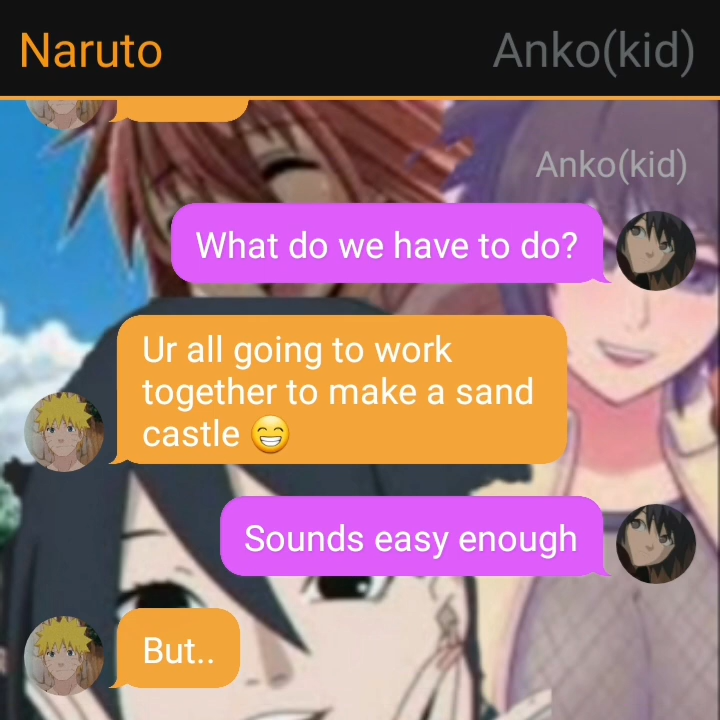 Naruto
Anko(kid)
Anko(kid)
What do we have to do?
Ur all going to work
together to make a sand
castle 😁
Sounds easy enough
But..